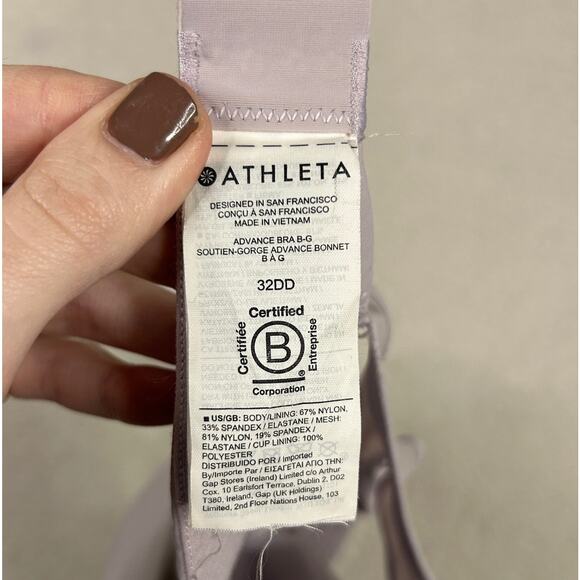 ATHLETA
DESIGNED IN SAN FRANCISCO
CONÇU À SAN FRANCISCO
MADE IN VIETNAM
ADVANCE BRA B-G
SOUTIEN-GORGE ADVANCE BONNET
B À G
32DD
Certified
Certifiée
B
Entreprise
®
Corporation
■ US/GB: BODY/LINING: 67% NYLON,
33% SPANDEX / ELASTANE / MESH:
81% NYLON, 19% SPANDEX /
ELASTANE / CUP LINING: 100%
POLYESTER
DISTRIBUIDO POR / Imported
By/Importe Par / ΕΙΣΑΓΕΤΑΙ ΑΠΟ ΤΗΝ:
Gap Stores (Ireland) Limited c/o Arthur
Cox, 10 Earlsfort Terrace, Dublin 2, D02
T380, Ireland, Gap (UK Holdings)
Limited, 2nd Floor Nations House, 103